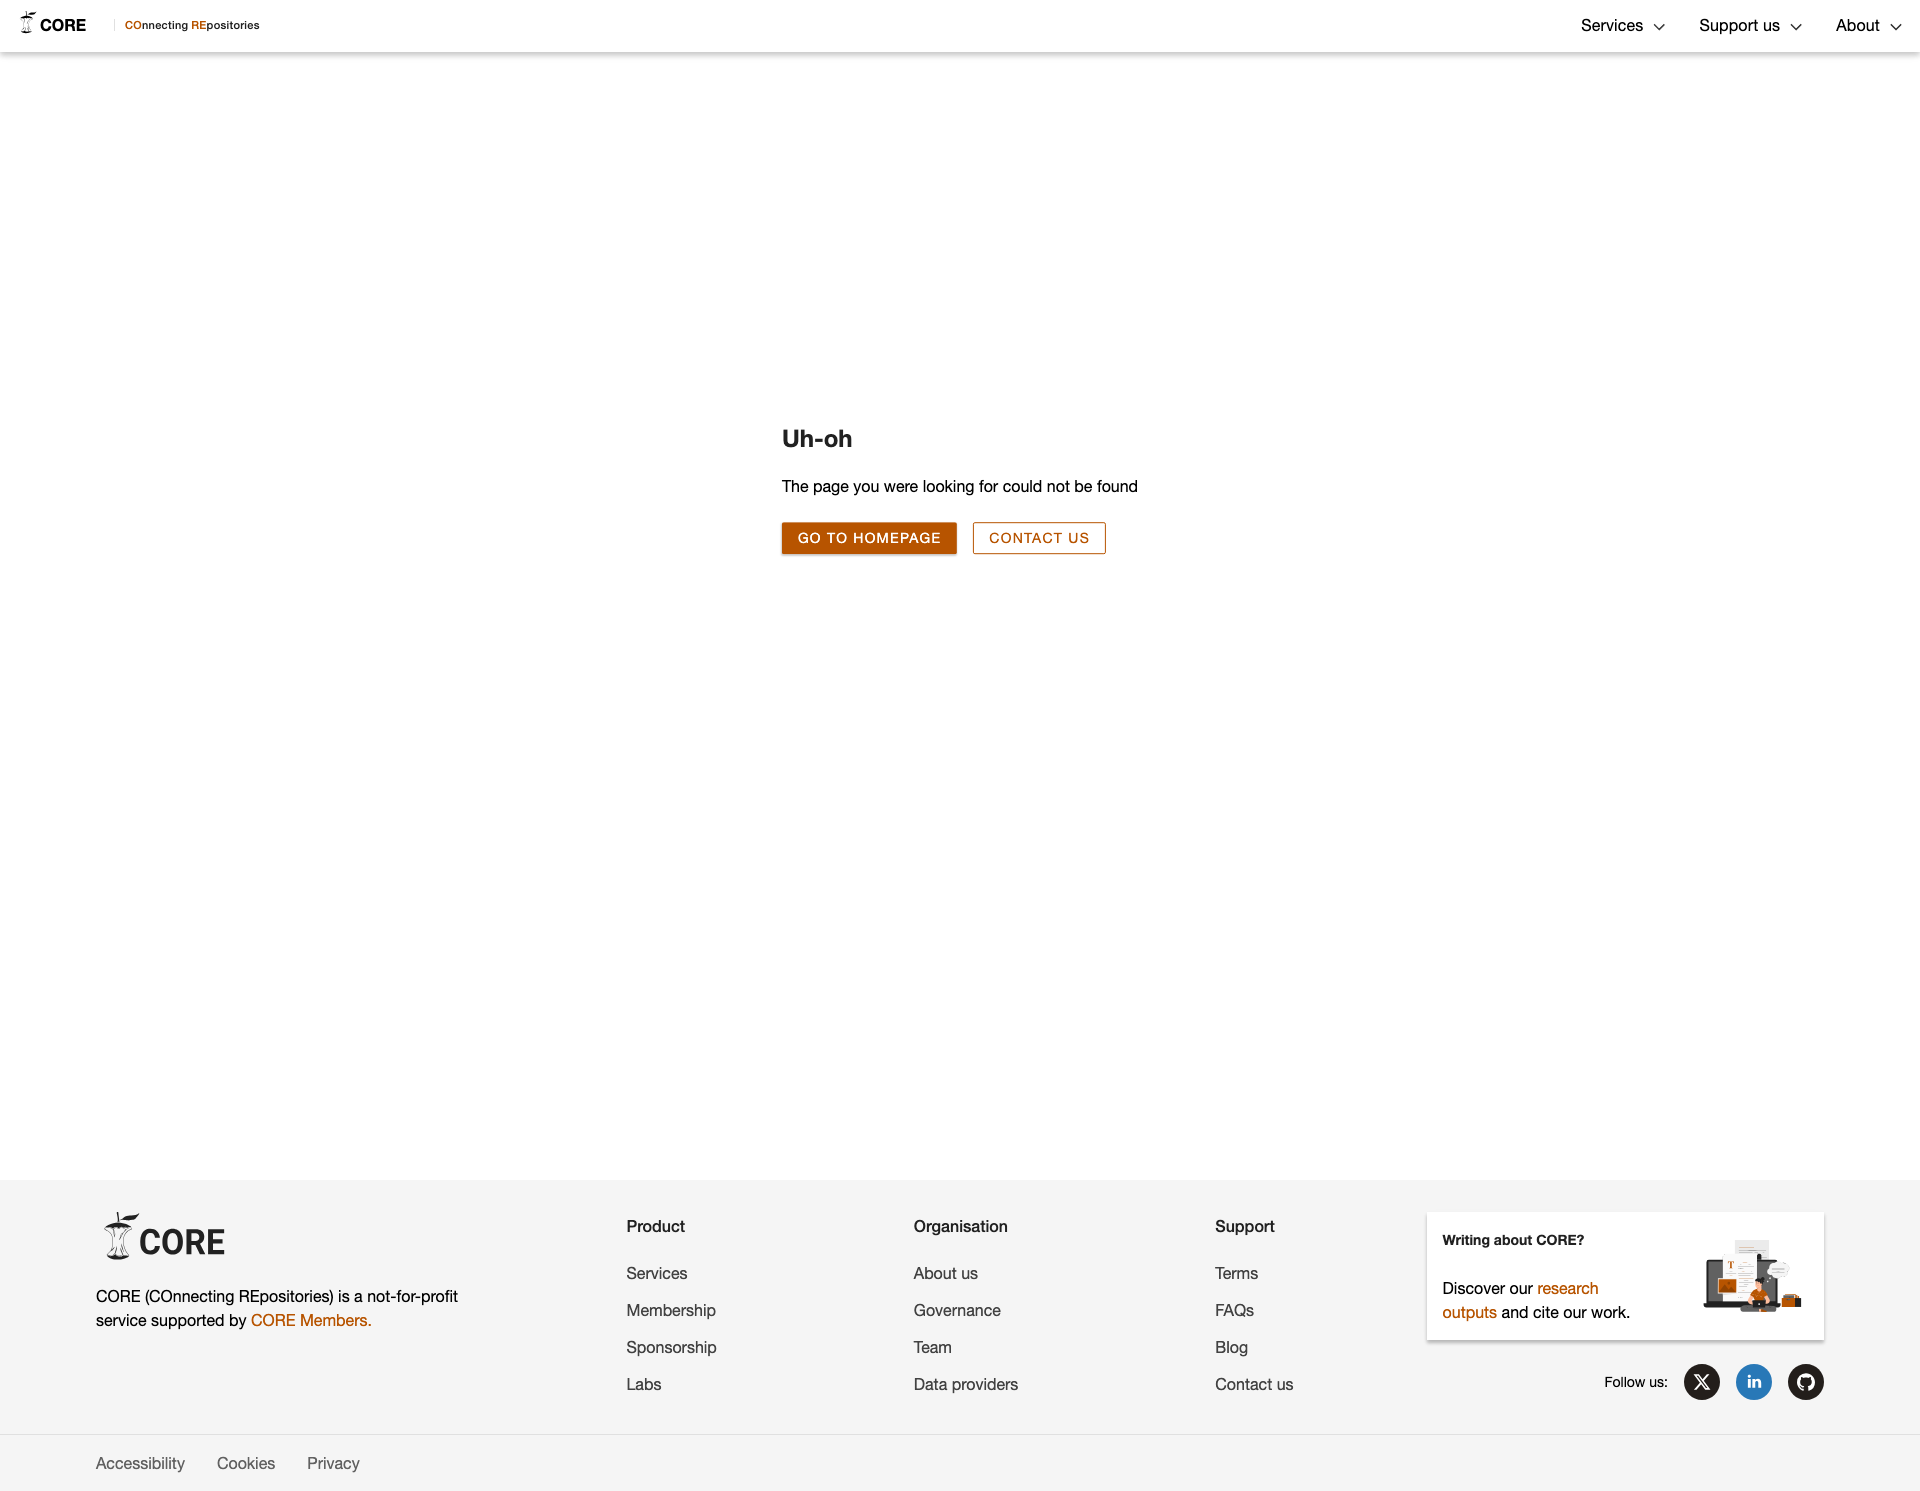 CORE
COnnecting REpositories
Services
Support us
About
Uh-oh
The page you were looking for could not be found
GO TO HOMEPAGE
CONTACT US
CORE
CORE (COnnecting REpositories) is a not-for-profit
service supported by CORE Members.
Product
Services
Membership
Sponsorship
Labs
Organisation
About us
Governance
Team
Data providers
Support
Terms
FAQs
Blog
Contact us
Writing about CORE?
Discover our research
outputs and cite our work.
T
Follow us:
in
Accessibility
Cookies
Privacy